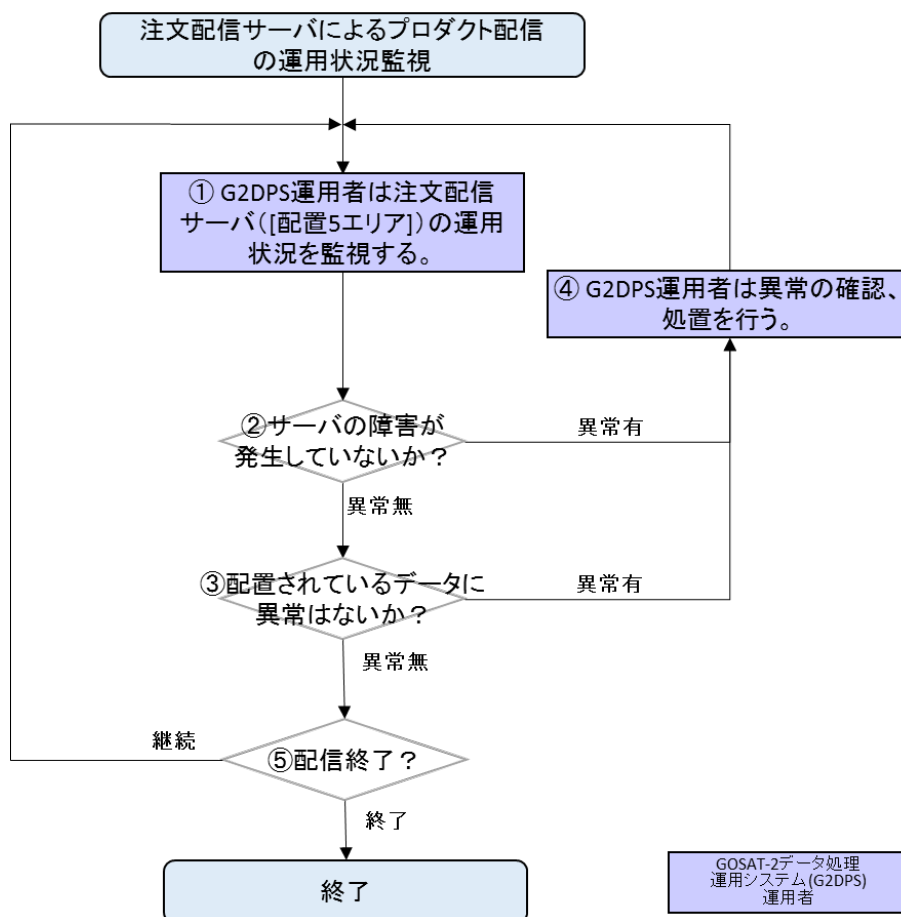 注文配信サーバによるプロダクト配信
の運用状況監視
① G2DPS運用者は注文配信
サーバ([配置5エリア])の運用
状況を監視する。
④ G2DPS運用者は異常の確認、
処置を行う。
②サーバの障害が
発生していないか？
異常有
異常無
③配置されているデータに
異常はないか？
異常有
異常無
継続
⑤配信終了？
終了
終了
GOSAT-2データ処理
運用システム(G2DPS)
運用者